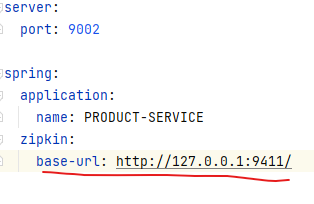 server:
  port: 9002

spring:
  application:
    name: PRODUCT-SERVICE
  zipkin:
    base-url: http://127.0.0.1:9411/